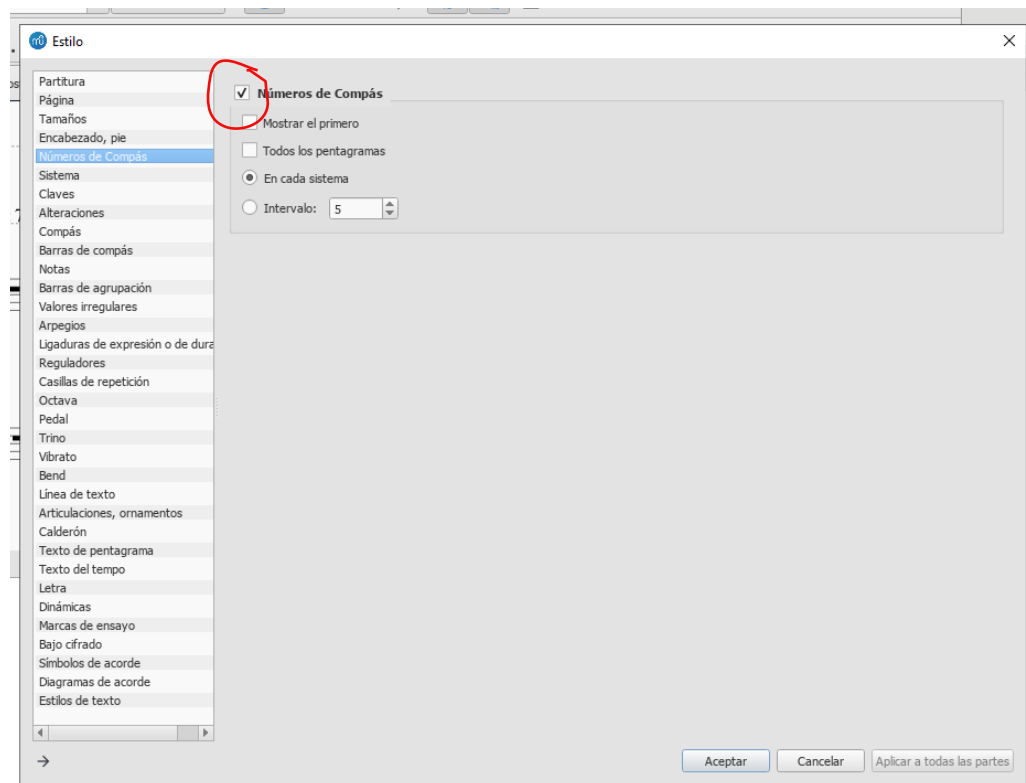 Estilo
Partitura
Página
Tamaños
Encabezado, pie
Números de Compás
Sistema
Claves
Alteraciones
Compás
Barras de compás
Notas
Barras de agrupación
Valores irregulares
Arpegios
Ligaduras de expresión o de dura
Reguladores
Casillas de repetición
Octava
Pedal
Trino
Vibrato
Bend
Línea de texto
Articulaciones, ornamentos
Calderón
Texto de pentagrama
Texto del tempo
Letra
Dinámicas
Marcas de ensayo
Bajo cifrado
Símbolos de acorde
Diagramas de acorde
Estilos de texto
Números de Compás
Mostrar el primero
Todos los pentagramas
En cada sistema
Intervalo: 5
Aceptar Cancelar Aplicar a todas las partes